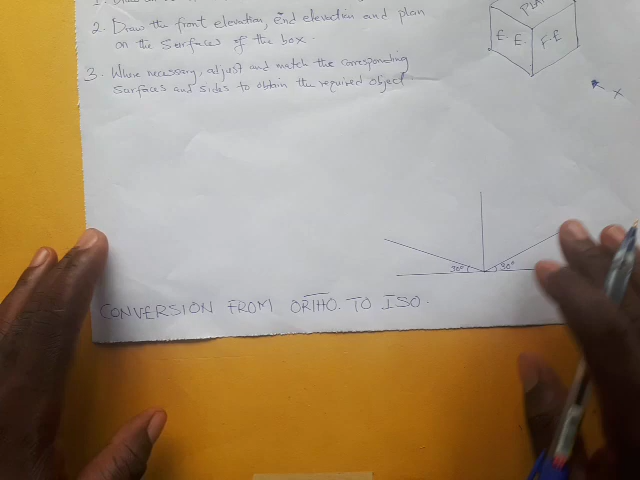 2. Draw the front elevation, end elevation and plan
on the surfaces of the box.
3. Where necessary, adjust and match the corresponding
surfaces and sides to obtain the required object
E. E.
F. E
X
30° 30°
CONVERSION FROM ORTHO. TO ISO.